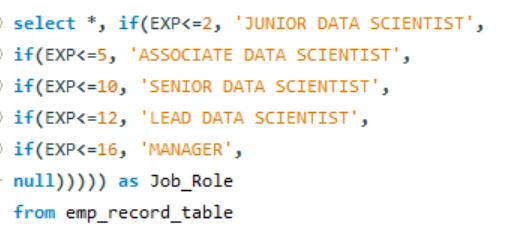 select *, if(EXP<=2, 'JUNIOR DATA SCIENTIST',
if(EXP<=5, 'ASSOCIATE DATA SCIENTIST',
if(EXP<=10, 'SENIOR DATA SCIENTIST',
if(EXP<=12, 'LEAD DATA SCIENTIST',
if(EXP<=16, 'MANAGER',
null))))) as Job_Role
from emp_record_table